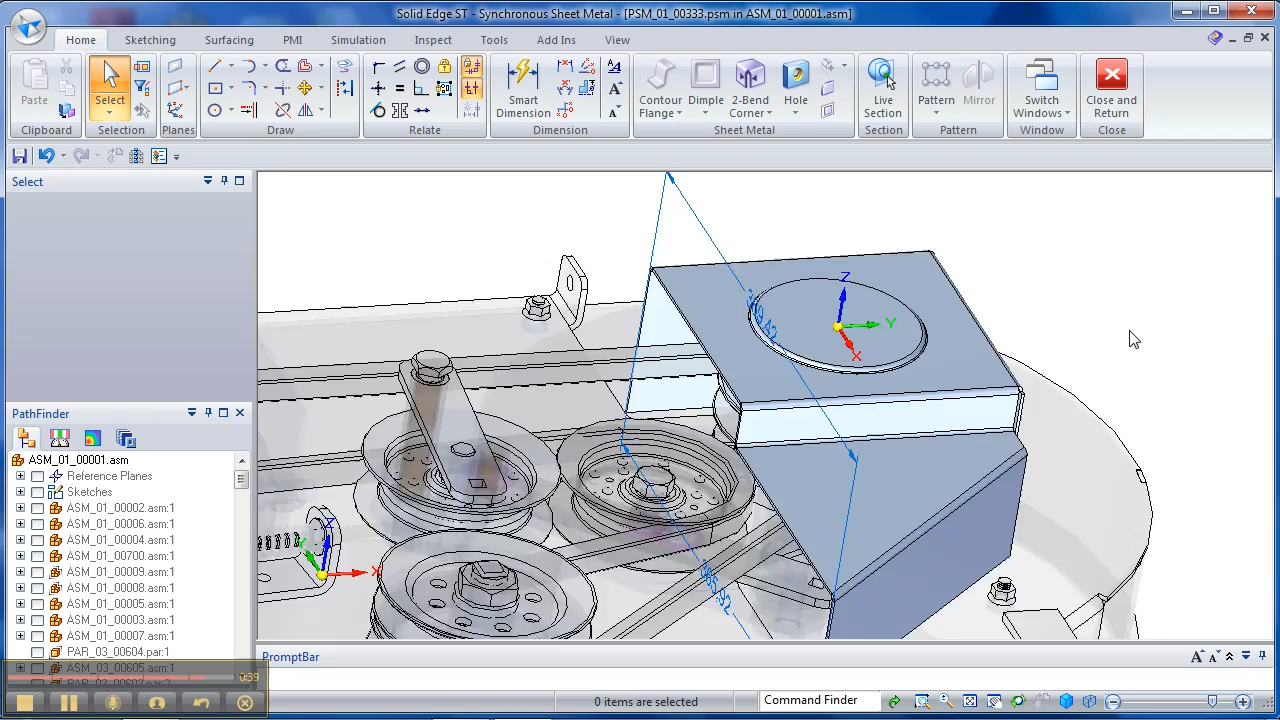 Solid Edge ST - Synchronous Sheet Metal - [PSM_01_00333.psm in ASM_01_00001.asm]
Home Sketching Surfacing PMI Simulation Inspect Tools Add Ins View
Paste
Select
Smart Dimension
Contour Flange
Dimple
2-Bend Corner
Hole
Live Section
Pattern
Mirror
Switch Windows
Close and Return
Clipboard Selection Planes Draw Relate Dimension Sheet Metal Section Pattern Window Close
Select
Z
Y
X
PathFinder
ASM_01_00001.asm
Reference Planes
Sketches
ASM_01_00002.asm:1
ASM_01_00006.asm:1
ASM_01_00004.asm:1
ASM_01_00700.asm:1
ASM_01_00009.asm:1
ASM_01_00008.asm:1
ASM_01_00005.asm:1
ASM_01_00003.asm:1
ASM_01_00007.asm:1
PAR_03_00604.par:1
ASM_03_00605.asm:1
Z
Y
X
PromptBar
0:39
0 items are selected
Command Finder